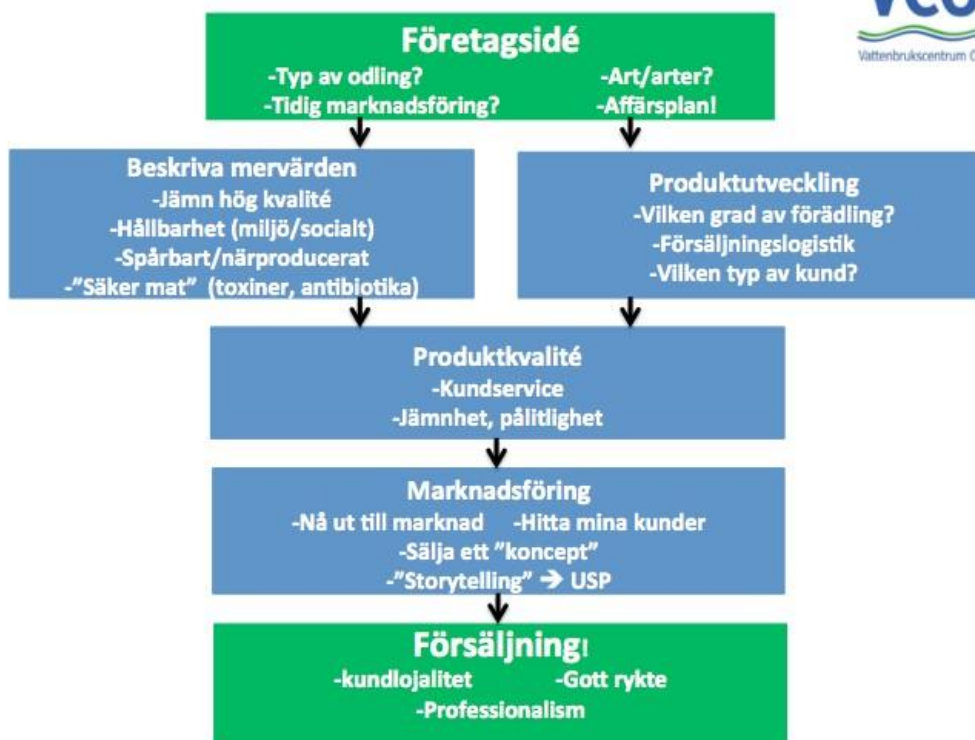 Företagsidé
-Typ av odling? -Art/arter?
-Tidig marknadsföring? -Affärsplan!
Vattenbrukscentrum
Beskriva mervärden
-Jämn hög kvalité
-Hållbarhet (miljö/socialt)
-Spårbart/närproducerat
-”Säker mat” (toxiner, antibiotika)
Produktutveckling
-Vilken grad av förädling?
-Försäljningslogistik
-Vilken typ av kund?
Produktkvalité
-Kundservice
-Jämnhet, pålitlighet
Marknadsföring
-Nå ut till marknad -Hitta mina kunder
-Sälja ett ”koncept”
-”Storytelling” ➔ USP
Försäljning!
-kundlojalitet -Gott rykte
-Professionalism